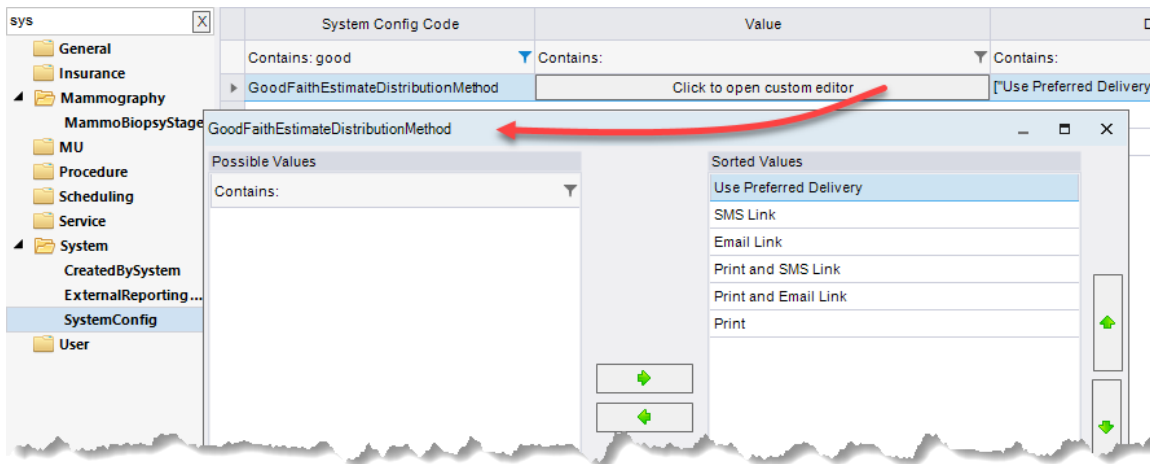 sys
X
General
Insurance
Mammography
MammoBiopsyStage
MU
Procedure
Scheduling
Service
System
CreatedBySystem
ExternalReporting...
SystemConfig
User
System Config Code Value D
Contains: good Contains: Contains:
GoodFaithEstimateDistributionMethod Click to open custom editor ["Use Preferred Delivery
GoodFaithEstimateDistributionMethod
Possible Values
Contains:
Sorted Values
Use Preferred Delivery
SMS Link
Email Link
Print and SMS Link
Print and Email Link
Print